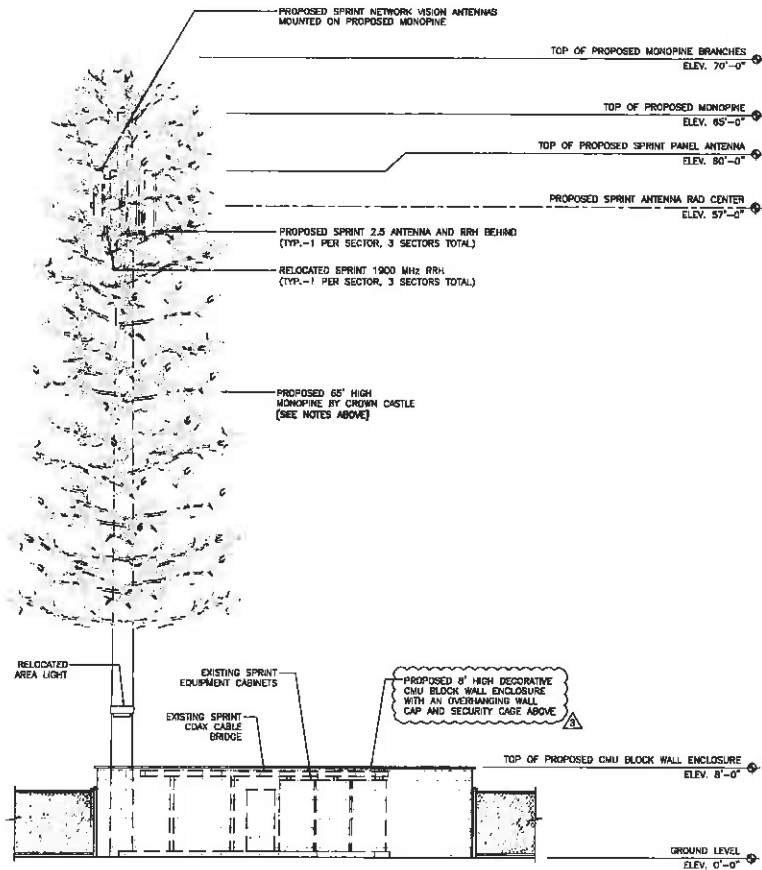 PROPOSED SPRINT NETWORK VISION ANTENNAS
MOUNTED ON PROPOSED MONOPINE
TOP OF PROPOSED MONOPINE BRANCHES
ELEV. 70'-0"
TOP OF PROPOSED MONOPINE
ELEV. 65'-0"
TOP OF PROPOSED SPRINT PANEL ANTENNA
ELEV. 60'-0"
PROPOSED SPRINT ANTENNA RAD CENTER
ELEV. 57'-0"
PROPOSED SPRINT 2.5 ANTENNA AND RRH BEHIND
(TYP.-1 PER SECTOR, 3 SECTORS TOTAL)
RELOCATED SPRINT 1900 MHz RRH
(TYP.-1 PER SECTOR, 3 SECTORS TOTAL)
PROPOSED 65' HIGH
MONOPINE BY CROWN CASTLE
(SEE NOTES ABOVE)
RELOCATED
AREA LIGHT
EXISTING SPRINT
EQUIPMENT CABINETS
EXISTING SPRINT
COAX CABLE
BRIDGE
PROPOSED 8' HIGH DECORATIVE
CMU BLOCK WALL ENCLOSURE
WITH AN OVERHANGING WALL
CAP AND SECURITY CAGE ABOVE
3
TOP OF PROPOSED CMU BLOCK WALL ENCLOSURE
ELEV. 8'-0"
GROUND LEVEL
ELEV. 0'-0"